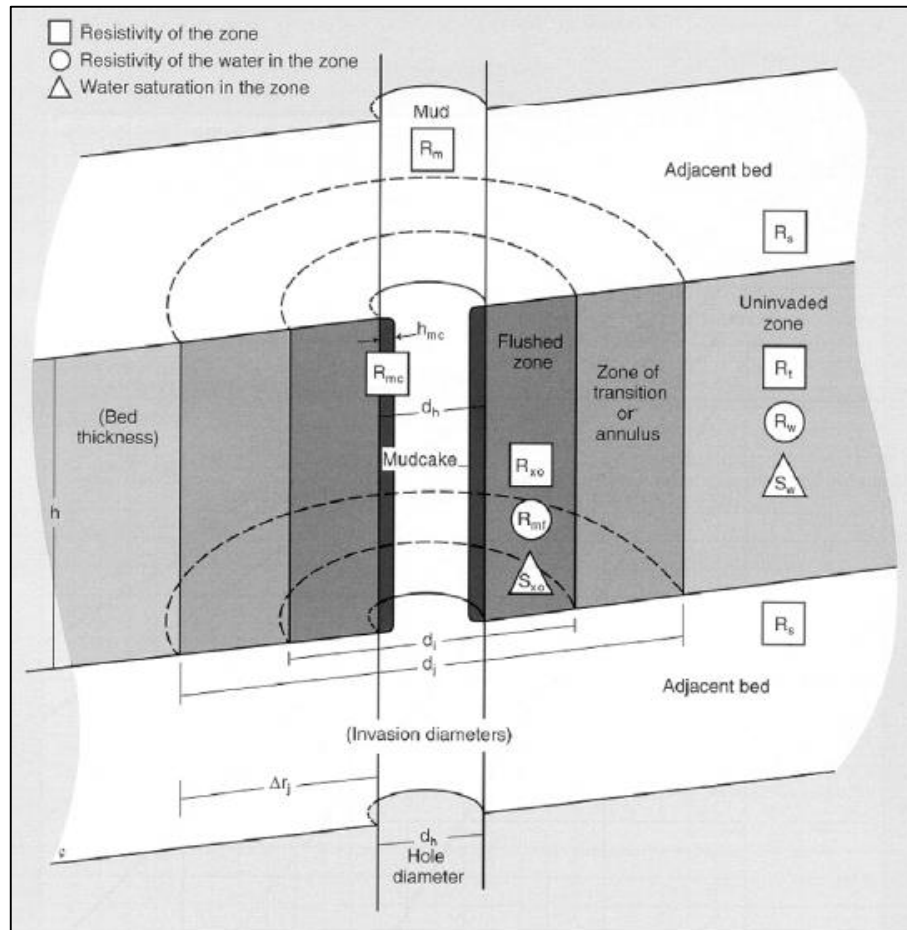 Resistivity of the zone
Resistivity of the water in the zone
Water saturation in the zone
Mud
Rm
Adjacent bed
Rs
Uninvaded
zone
hmc
Flushed
zone
Rmc
Rt
Zone of
transition
or
annulus
(Bed
thickness)
dh
Rw
Mudcake
Rxo
Sw
h
Rmf
Sxo
Rs
di
dj
Adjacent bed
(Invasion diameters)
Δrj
dh
Hole
diameter